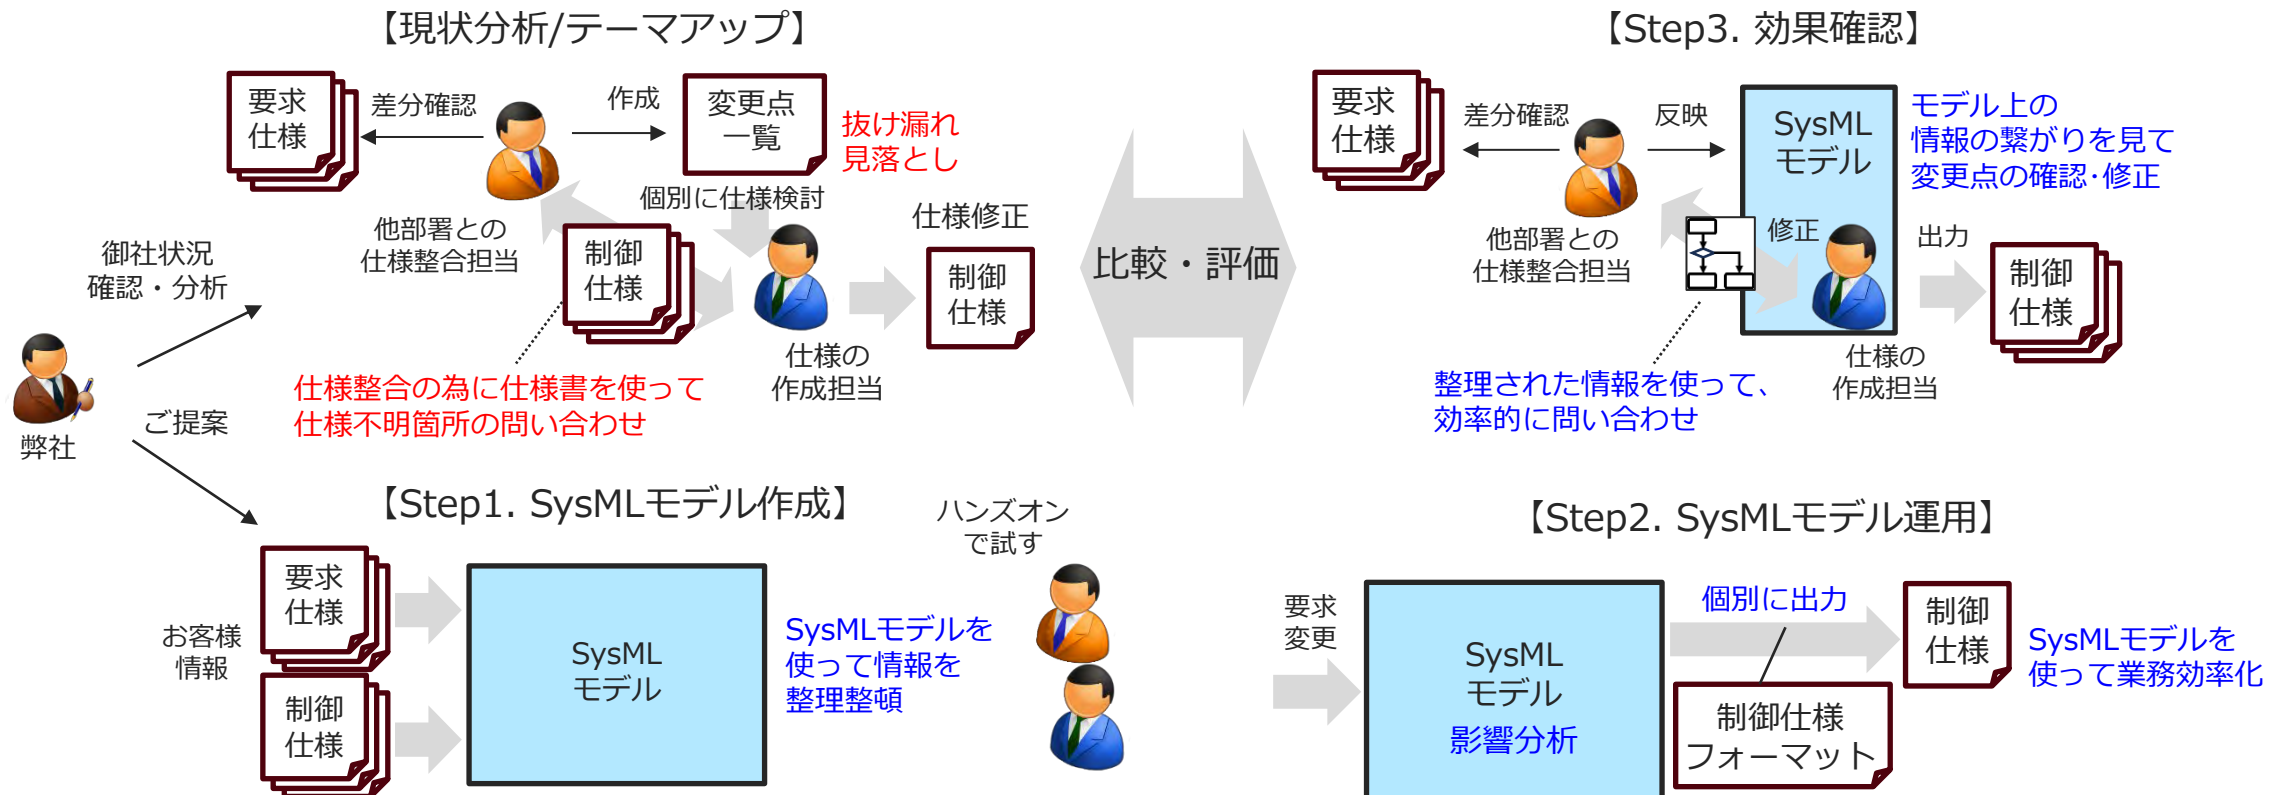 【現状分析/テーマアップ】
要求
仕様
差分確認
作成
変更点
一覧
抜け漏れ
見落とし
個別に仕様検討
他部署との
仕様整合担当
制御
仕様
仕様修正
制御
仕様
仕様の
作成担当
御社状況
確認・分析
ご提案
弊社
仕様整合の為に仕様書を使って
仕様不明箇所の問い合わせ
比較・評価
【Step3. 効果確認】
要求
仕様
差分確認
反映
SysML
モデル
モデル上の
情報の繋がりを見て
変更点の確認･修正
他部署との
仕様整合担当
修正
出力
制御
仕様
仕様の
作成担当
整理された情報を使って、
効率的に問い合わせ
【Step1. SysMLモデル作成】
ハンズオン
で試す
お客様
情報
要求
仕様
制御
仕様
SysML
モデル
SysMLモデルを
使って情報を
整理整頓
【Step2. SysMLモデル運用】
要求
変更
SysML
モデル
影響分析
個別に出力
制御仕様
フォーマット
制御
仕様
SysMLモデルを
使って業務効率化